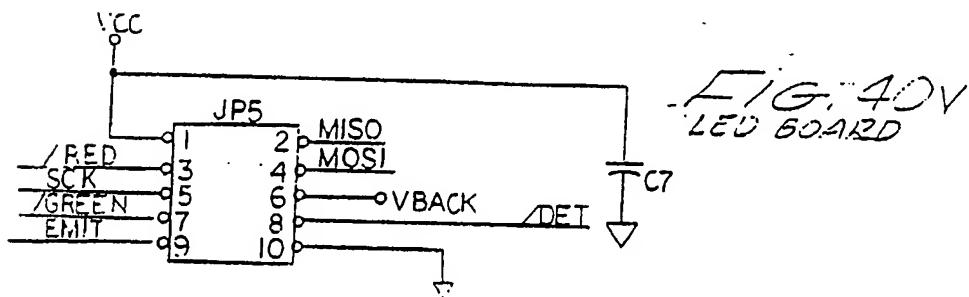 VCC
FIG. 40V
LED BOARD
JP5
1 2 MISO
/RED 3 4 MOSI
SCK 5 6 VBACK
/GREEN 7 8 /DET
EMIT 9 10
C7